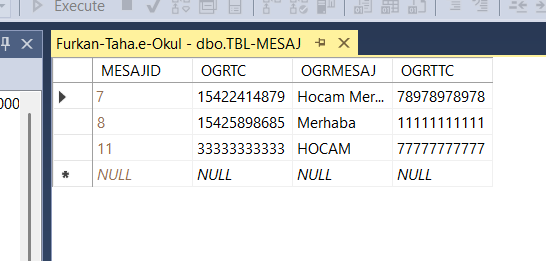 Execute
Furkan-Taha.e-Okul - dbo.TBL-MESAJ
000
MESAJID OGRTC OGRMESAJ OGRTTC
7 15422414879 Hocam Mer... 78978978978
8 15425898685 Merhaba 11111111111
11 33333333333 HOCAM 77777777777
NULL NULL NULL NULL